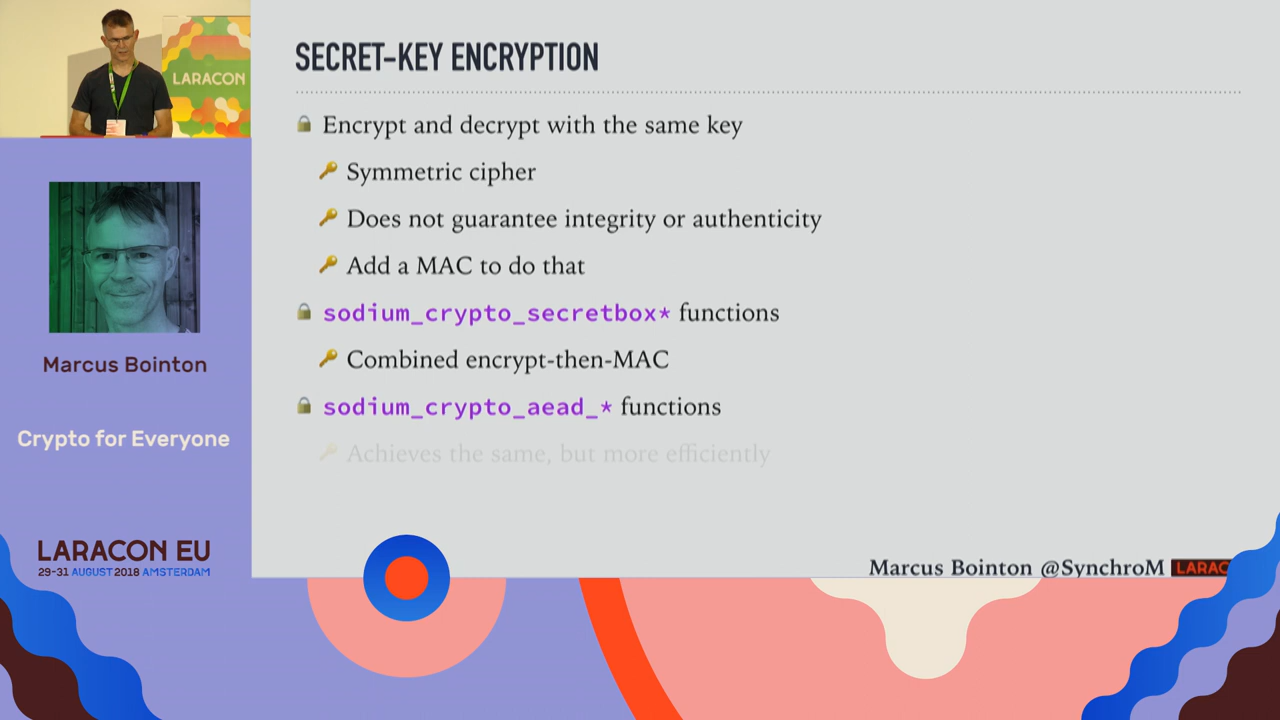 LARACON
SECRET-KEY ENCRYPTION
Encrypt and decrypt with the same key
Symmetric cipher
Does not guarantee integrity or authenticity
Add a MAC to do that
sodium_crypto_secretbox* functions
Combined encrypt-then-MAC
sodium_crypto_aead_* functions
Achieves the same, but more efficiently
Marcus Bointon @SynchroM LARAC
Marcus Bointon
Crypto for Everyone
LARACON EU
29-31 AUGUST 2018 AMSTERDAM